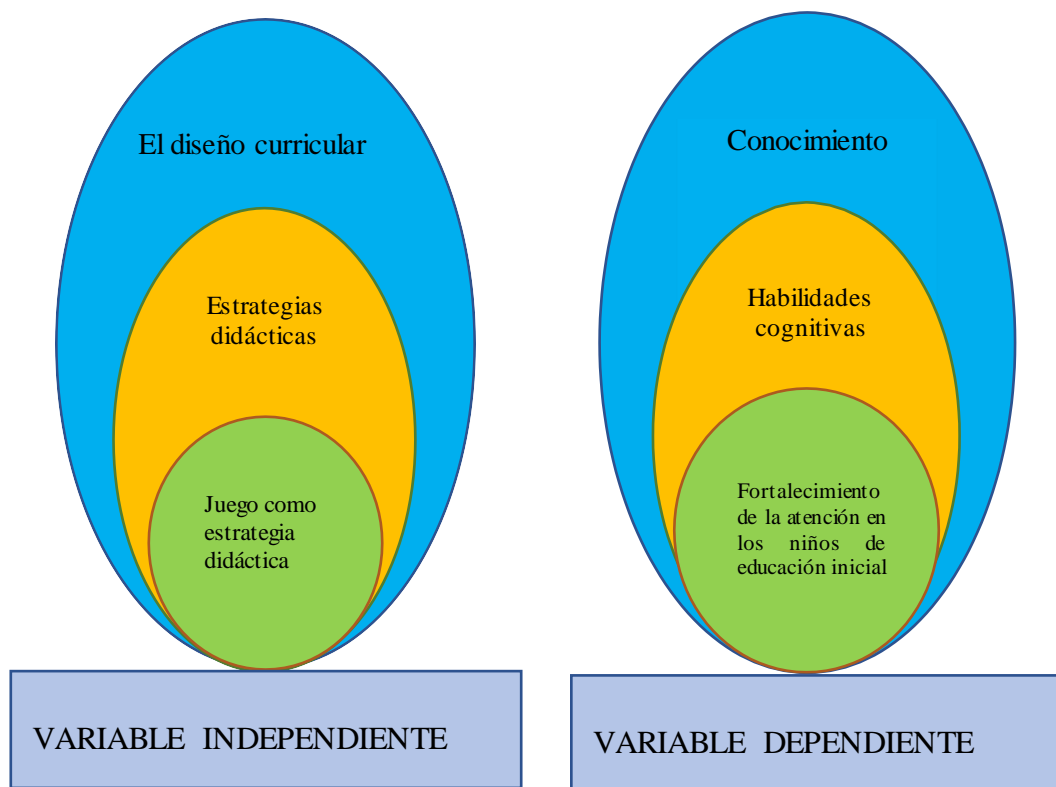 El diseño curricular
Estrategias
didácticas
Juego como
estrategia
didáctica
VARIABLE INDEPENDIENTE
Conocimiento
Habilidades
cognitivas
Fortalecimiento
de la atención en
los niños de
educación inicial
VARIABLE DEPENDIENTE